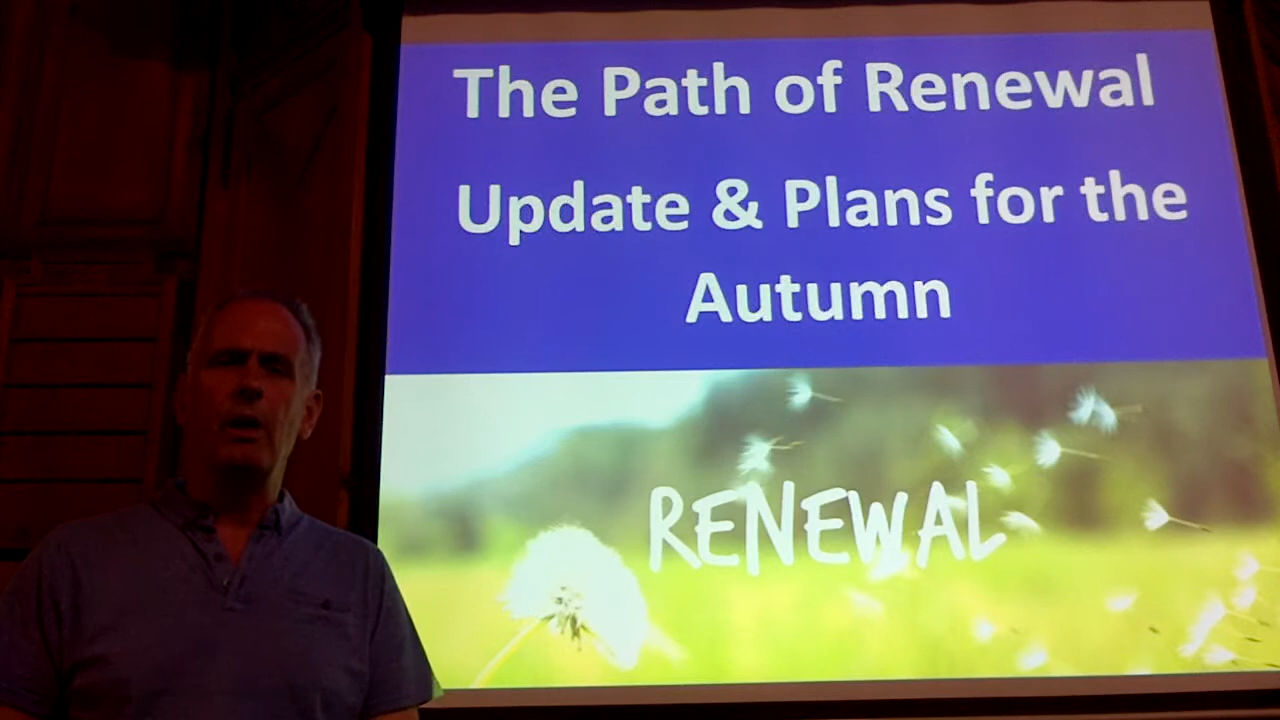 The Path of Renewal
Update & Plans for the
Autumn
RENEWAL